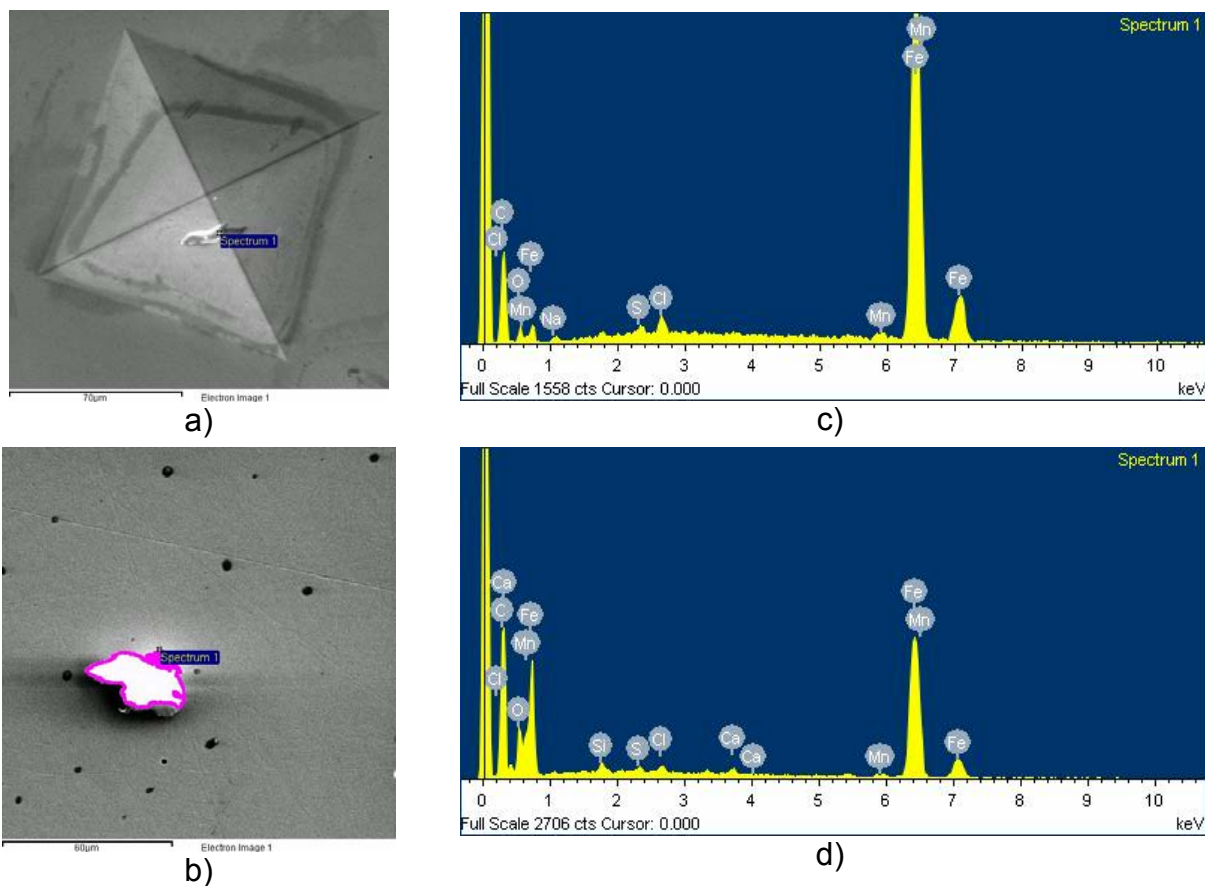 Spectrum 1
70µm Electron Image 1
a)
Spectrum 1
Mn
Fe
C
Cl
Fe
O
Mn
Na
S
Cl
Mn
Fe
0 1 2 3 4 5 6 7 8 9 10
Full Scale 1558 cts Cursor: 0.000 keV
c)
Spectrum 1
60µm Electron Image 1
b)
Spectrum 1
Ca
C
Fe
Mn
Cl
O
Si
S
Cl
Ca
Ca
Mn
Fe
Mn
Fe
0 1 2 3 4 5 6 7 8 9 10
Full Scale 2706 cts Cursor: 0.000 keV
d)